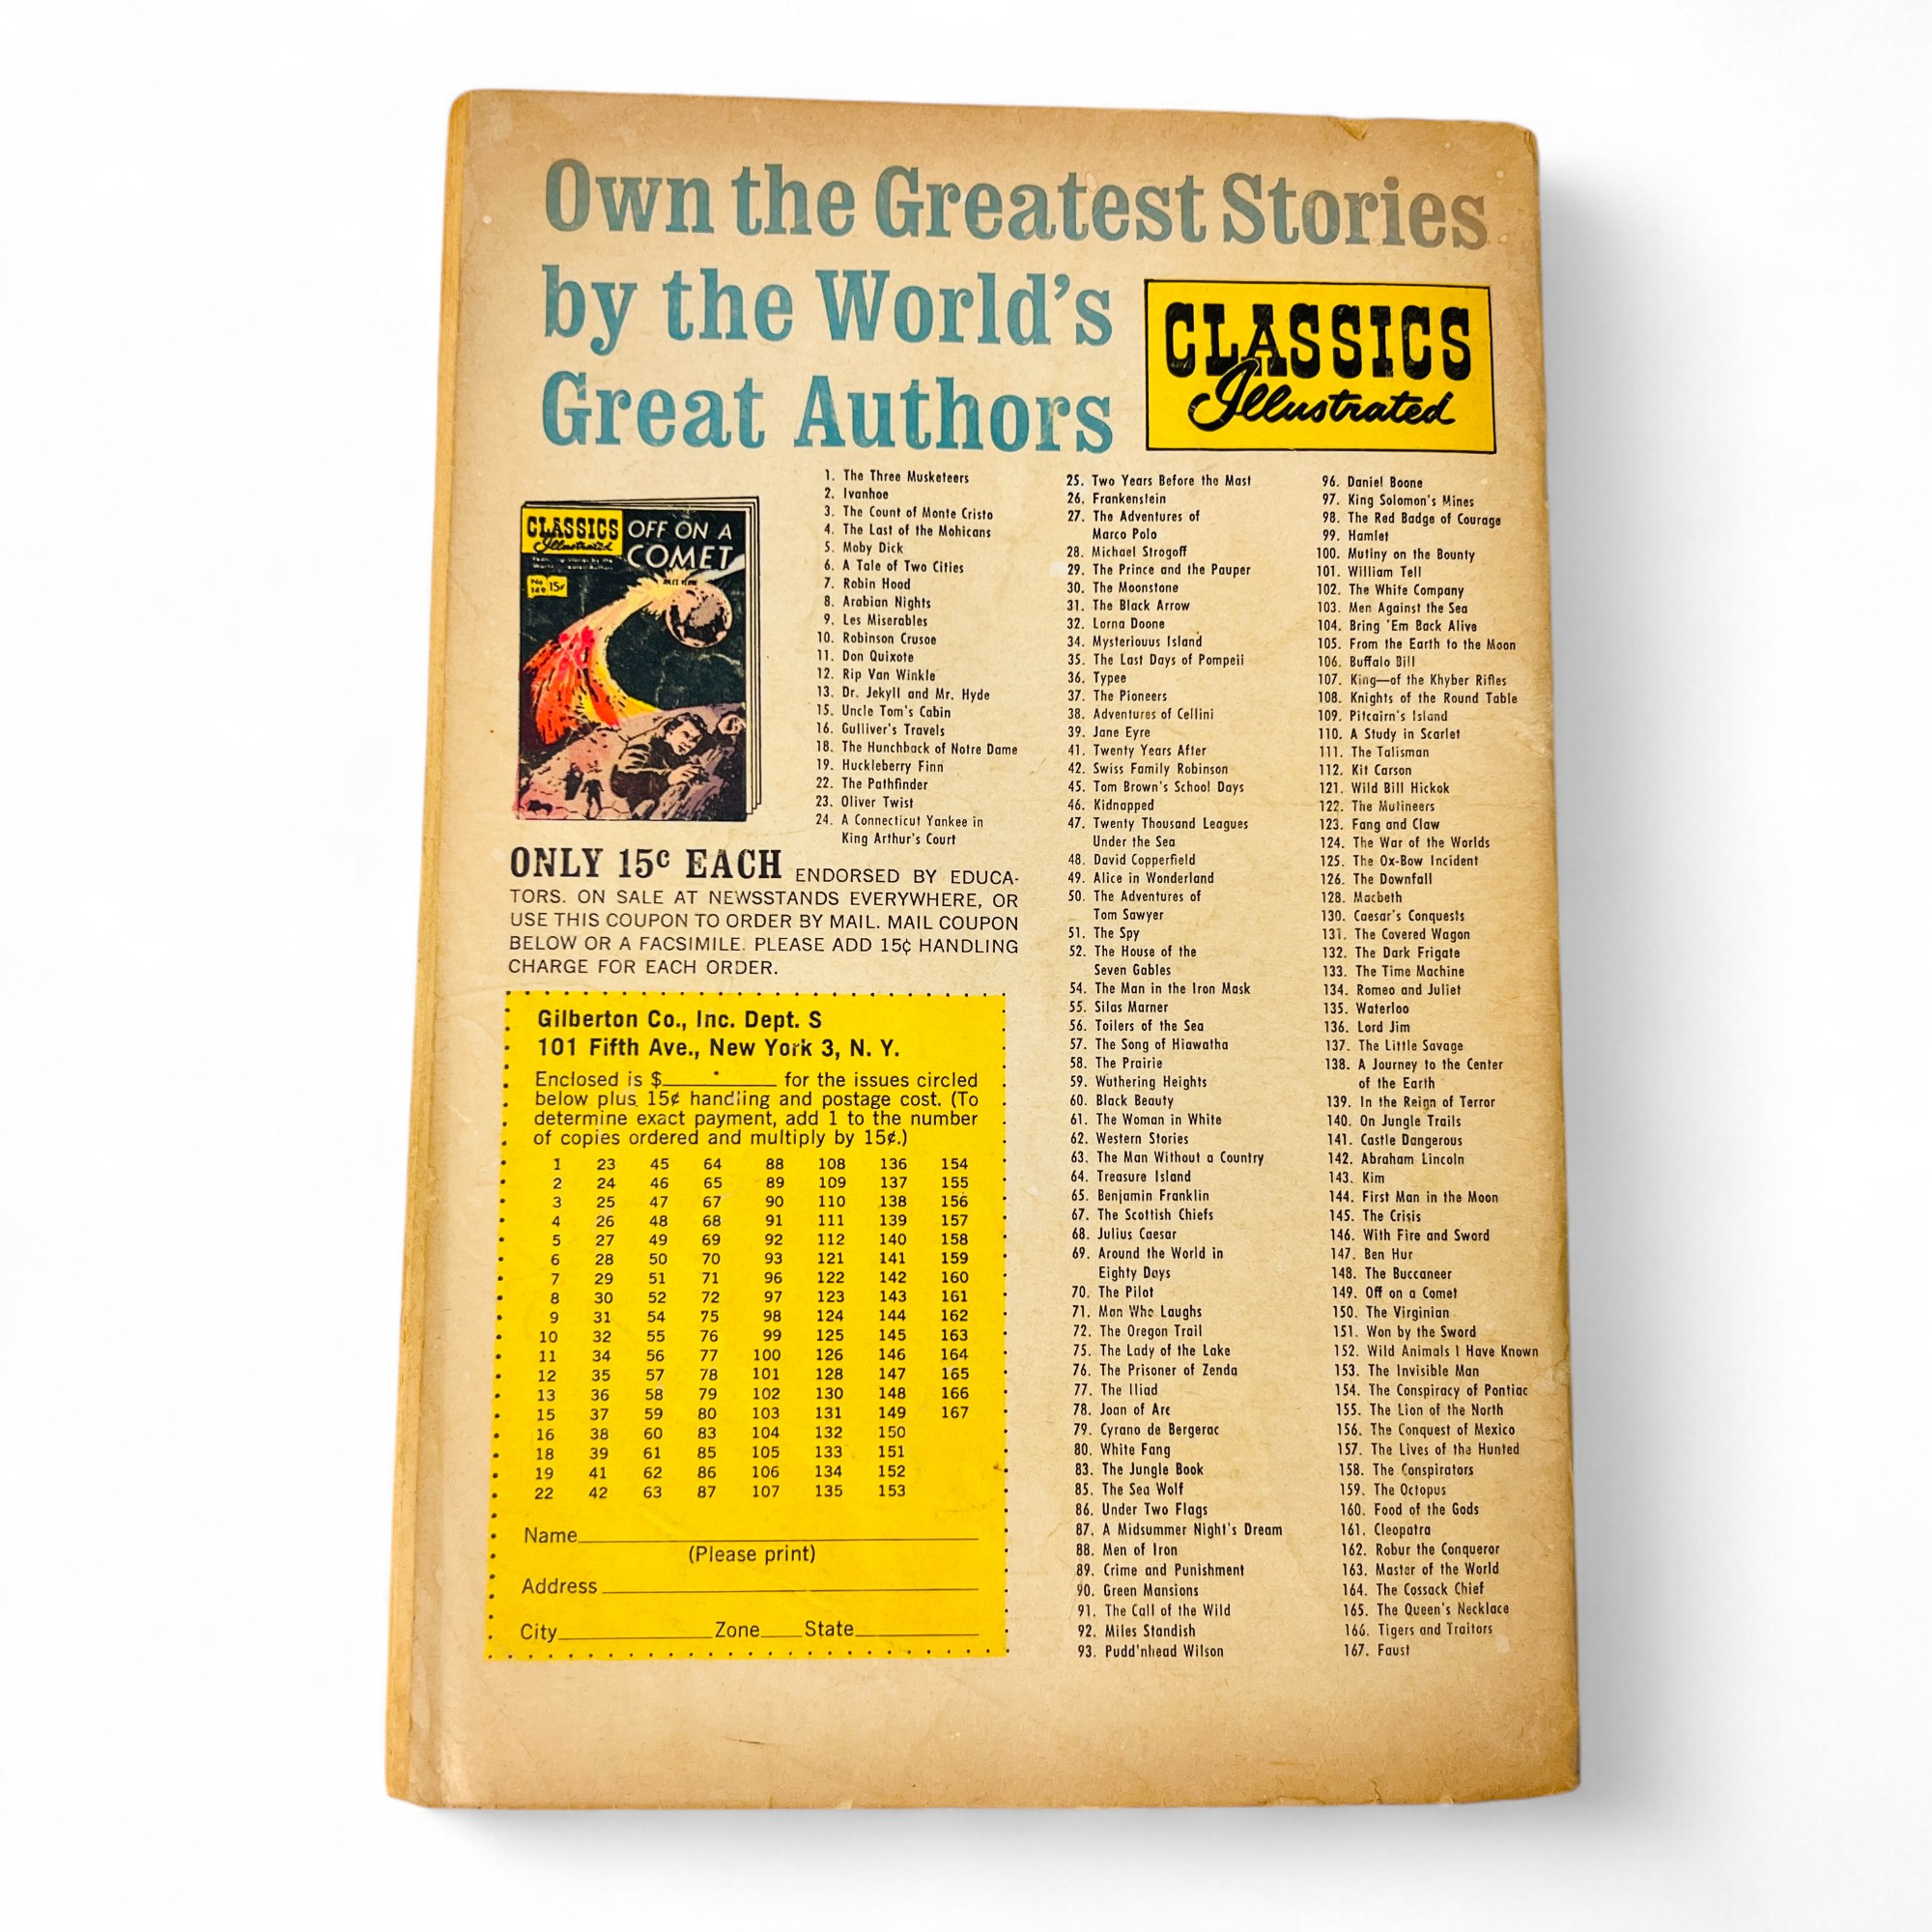 Own the Greatest Stories
by the World's
Great Authors
CLASSICS
Illustrated
CLASSICS
Illustrated
OFF ON A
COMET
No
149
15¢
1. The Three Musketeers
2. Ivanhoe
3. The Count of Monte Cristo
4. The Last of the Mohicans
5. Moby Dick
6. A Tale of Two Cities
7. Robin Hood
8. Arabian Nights
9. Les Miserables
10. Robinson Crusoe
11. Don Quixote
12. Rip Van Winkle
13. Dr. Jekyll and Mr. Hyde
15. Uncle Tom's Cabin
16. Gulliver's Travels
18. The Hunchback of Notre Dame
19. Huckleberry Finn
22. The Pathfinder
23. Oliver Twist
24. A Connecticut Yankee in
King Arthur's Court
ONLY 15c EACH ENDORSED BY EDUCA-
TORS. ON SALE AT NEWSSTANDS EVERYWHERE, OR
USE THIS COUPON TO ORDER BY MAIL. MAIL COUPON
BELOW OR A FACSIMILE. PLEASE ADD 15¢ HANDLING
CHARGE FOR EACH ORDER.
Gilberton Co., Inc. Dept. S
101 Fifth Ave., New York 3, N. Y.
Enclosed is $ for the issues circled
below plus 15¢ handling and postage cost. (To
determine exact payment, add 1 to the number
of copies ordered and multiply by 15¢.)
1 23 45 64 88 108 136 154
2 24 46 65 89 109 137 155
3 25 47 67 90 110 138 156
4 26 48 68 91 111 139 157
5 27 49 69 92 112 140 158
6 28 50 70 93 121 141 159
7 29 51 71 96 122 142 160
8 30 52 72 97 123 143 161
9 31 54 75 98 124 144 162
10 32 55 76 99 125 145 163
11 34 56 77 100 126 146 164
12 35 57 78 101 128 147 165
13 36 58 79 102 130 148 166
15 37 59 80 103 131 149 167
16 38 60 83 104 132 150
18 39 61 85 105 133 151
19 41 62 86 106 134 152
22 42 63 87 107 135 153
Name
(Please print)
Address
City Zone State
25. Two Years Before the Mast
26. Frankenstein
27. The Adventures of
Marco Polo
28. Michael Strogoff
29. The Prince and the Pauper
30. The Moonstone
31. The Black Arrow
32. Lorna Doone
34. Mysteriouus Island
35. The Last Days of Pompeii
36. Typee
37. The Pioneers
38. Adventures of Cellini
39. Jane Eyre
41. Twenty Years After
42. Swiss Family Robinson
45. Tom Brown's School Days
46. Kidnapped
47. Twenty Thousand Leagues
Under the Sea
48. David Copperfield
49. Alice in Wonderland
50. The Adventures of
Tom Sawyer
51. The Spy
52. The House of the
Seven Gables
54. The Man in the Iron Mask
55. Silas Marner
56. Toilers of the Sea
57. The Song of Hiawatha
58. The Prairie
59. Wuthering Heights
60. Black Beauty
61. The Woman in White
62. Western Stories
63. The Man Without a Country
64. Treasure Island
65. Benjamin Franklin
67. The Scottish Chiefs
68. Julius Caesar
69. Around the World in
Eighty Days
70. The Pilot
71. Man Who Laughs
72. The Oregon Trail
75. The Lady of the Lake
76. The Prisoner of Zenda
77. The Iliad
78. Joan of Arc
79. Cyrano de Bergerac
80. White Fang
83. The Jungle Book
85. The Sea Wolf
86. Under Two Flags
87. A Midsummer Night's Dream
88. Men of Iron
89. Crime and Punishment
90. Green Mansions
91. The Call of the Wild
92. Miles Standish
93. Pudd'nhead Wilson
96. Daniel Boone
97. King Solomon's Mines
98. The Red Badge of Courage
99. Hamlet
100. Mutiny on the Bounty
101. William Tell
102. The White Company
103. Men Against the Sea
104. Bring 'Em Back Alive
105. From the Earth to the Moon
106. Buffalo Bill
107. King—of the Khyber Rifles
108. Knights of the Round Table
109. Pitcairn's Island
110. A Study in Scarlet
111. The Talisman
112. Kit Carson
121. Wild Bill Hickok
122. The Mutineers
123. Fang and Claw
124. The War of the Worlds
125. The Ox-Bow Incident
126. The Downfall
128. Macbeth
130. Caesar's Conquests
131. The Covered Wagon
132. The Dark Frigate
133. The Time Machine
134. Romeo and Juliet
135. Waterloo
136. Lord Jim
137. The Little Savage
138. A Journey to the Center
of the Earth
139. In the Reign of Terror
140. On Jungle Trails
141. Castle Dangerous
142. Abraham Lincoln
143. Kim
144. First Man in the Moon
145. The Crisis
146. With Fire and Sword
147. Ben Hur
148. The Buccaneer
149. Off on a Comet
150. The Virginian
151. Won by the Sword
152. Wild Animals I Have Known
153. The Invisible Man
154. The Conspiracy of Pontiac
155. The Lion of the North
156. The Conquest of Mexico
157. The Lives of the Hunted
158. The Conspirators
159. The Octopus
160. Food of the Gods
161. Cleopatra
162. Robur the Conqueror
163. Master of the World
164. The Cossack Chief
165. The Queen's Necklace
166. Tigers and Traitors
167. Faust